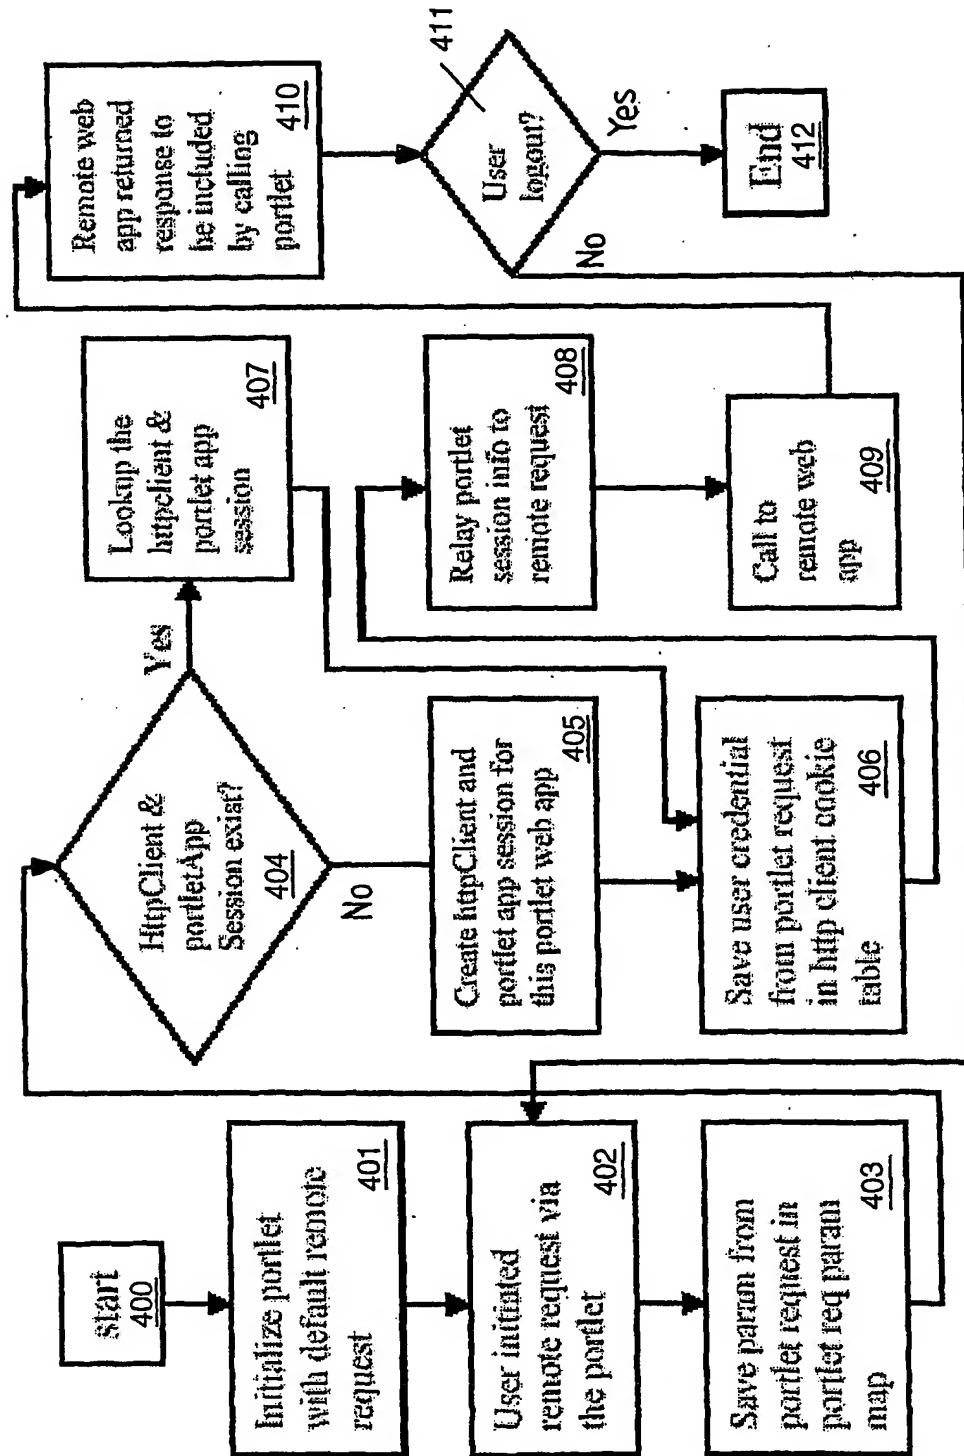 start
400
Initialize portlet
with default remote
request
401
User initiated
remote request via
the portlet
402
Save param from
portlet request in
portlet req param
map
403
HttpClient &
portletApp
Session exist?
404
Yes
No
Create httpClient and
portlet app session for
this portlet web app
405
Save user credential
from portlet request
in http client cookie
table
406
Lookup the
httpclient &
portlet app
session
407
Relay portlet
session info to
remote request
408
Call to
remote web
app
409
Remote web
app returned
response to
be included
by calling
portlet
410
411
User
logout?
No
Yes
End
412